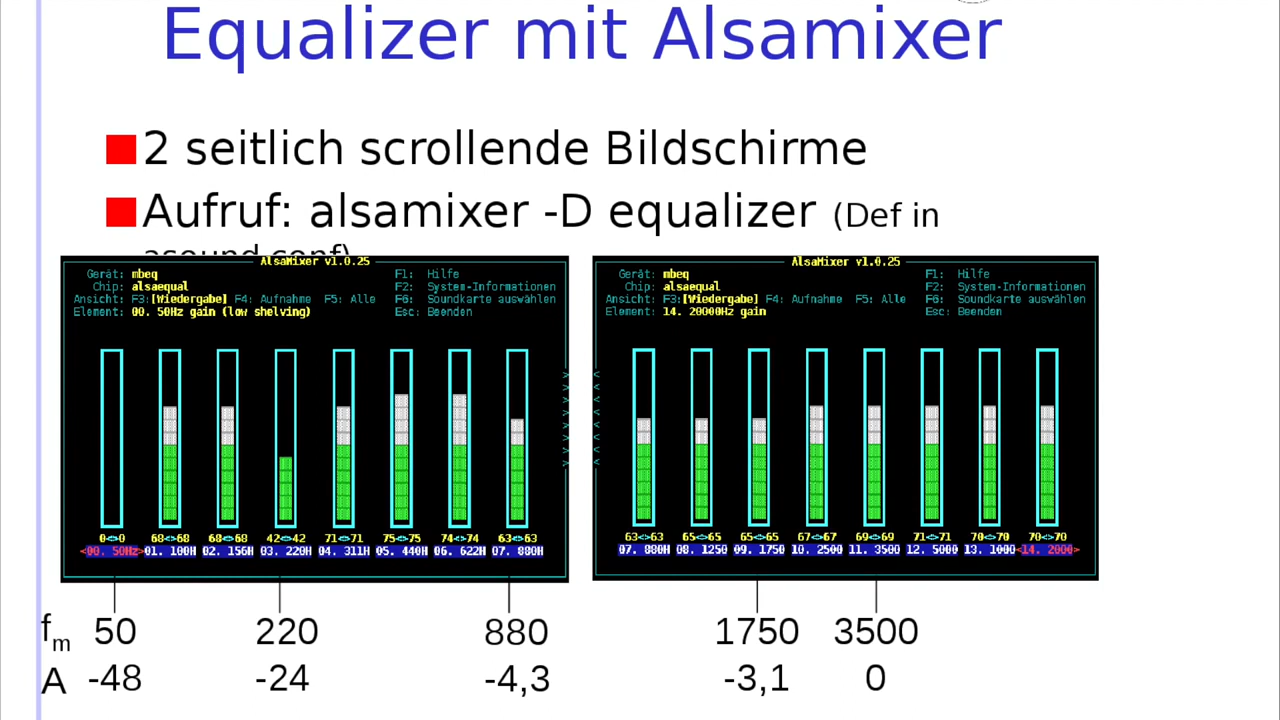 Equalizer mit Alsamixer
2 seitlich scrollende Bildschirme
Aufruf: alsamixer -D equalizer (Def in
asound.conf)
AlsaMixer v1.0.25
Gerät: mbeq F1: Hilfe
Chip: alsaequal F2: System-Informationen
Ansicht: F3:[Wiedergabe] F4: Aufnahme F5: Alle F6: Soundkarte auswählen
Element: 00. 50Hz gain (low shelving) Esc: Beenden
0<>0 68<>68 68<>68 42<>42 71<>71 75<>75 74<>74 63<>63
<00. 50Hz>01. 100H 02. 156H 03. 220H 04. 311H 05. 440H 06. 622H 07. 880H
AlsaMixer v1.0.25
Gerät: mbeq F1: Hilfe
Chip: alsaequal F2: System-Informationen
Ansicht: F3:[Wiedergabe] F4: Aufnahme F5: Alle F6: Soundkarte auswählen
Element: 14. 20000Hz gain Esc: Beenden
63<>63 65<>65 65<>65 67<>67 69<>69 71<>71 70<>70 70<>70
07. 880H 08. 1250 09. 1750 10. 2500 11. 3500 12. 5000 13. 1000<14. 2000>
fm 50 220 880 1750 3500
A -48 -24 -4,3 -3,1 0